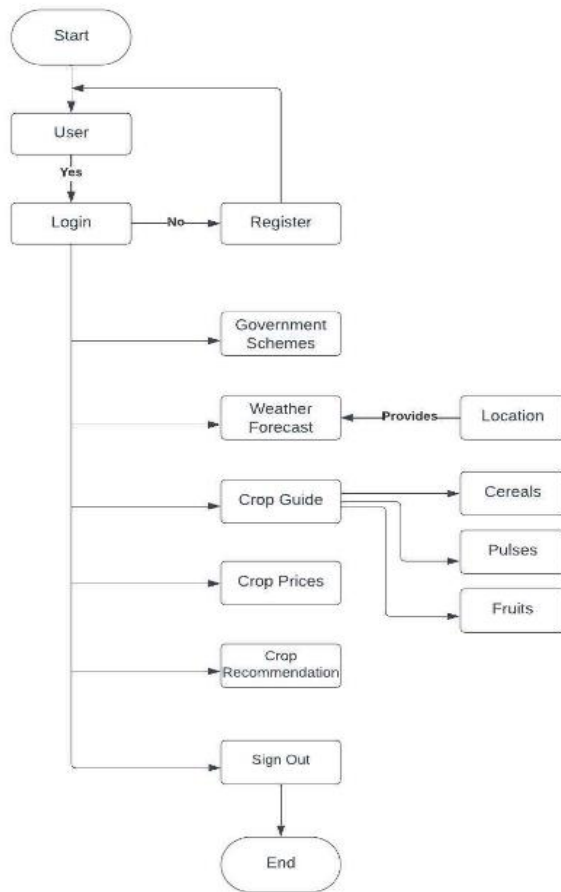 Start
User
Yes
Login
No
Register
Government
Schemes
Weather
Forecast
Provides
Location
Crop Guide
Cereals
Pulses
Fruits
Crop Prices
Crop
Recommendation
Sign Out
End